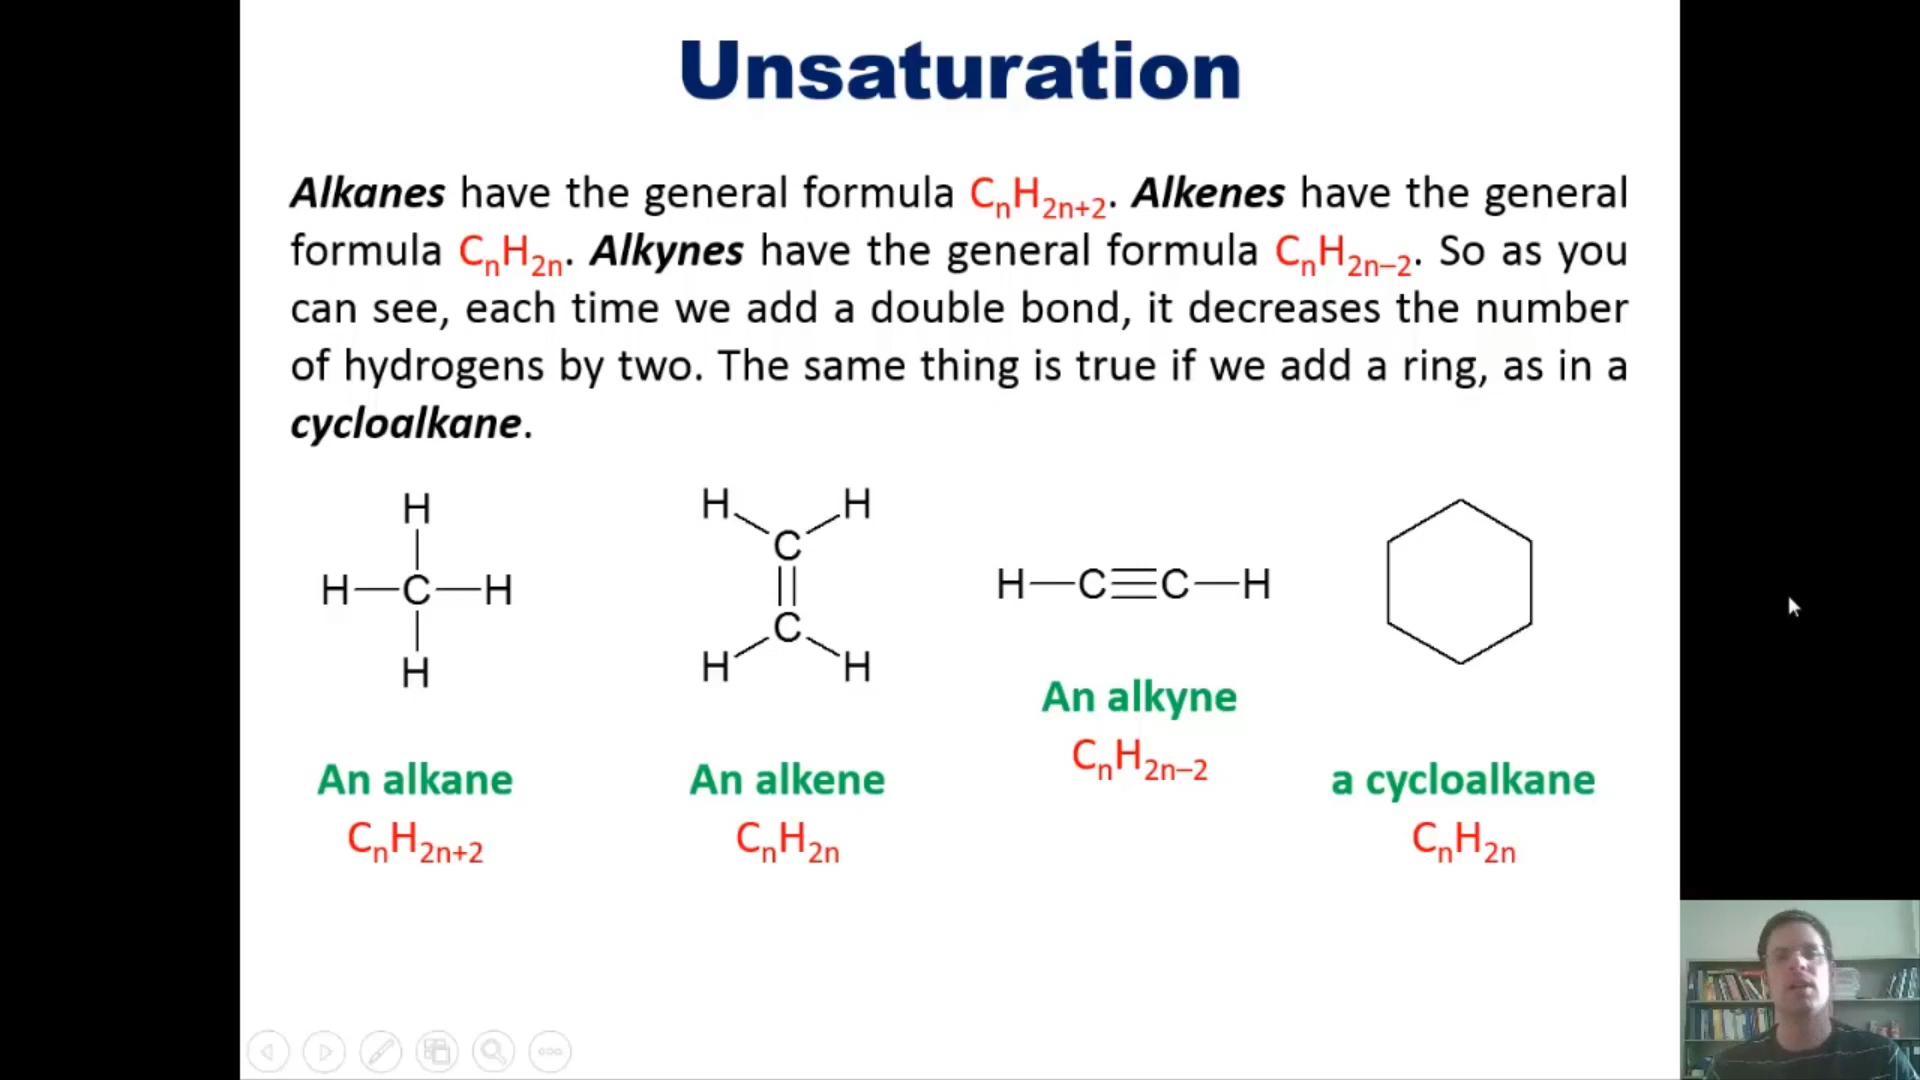 Unsaturation
Alkanes have the general formula CₙH₂ₙ₊₂. Alkenes have the general
formula CₙH₂ₙ. Alkynes have the general formula CₙH₂ₙ₋₂. So as you
can see, each time we add a double bond, it decreases the number
of hydrogens by two. The same thing is true if we add a ring, as in a
cycloalkane.
H
H—C—H
H
H H
C
||
C
H H
H—C≡C—H
An alkane
CₙH₂ₙ₊₂
An alkene
CₙH₂ₙ
An alkyne
CₙH₂ₙ₋₂
a cycloalkane
CₙH₂ₙ